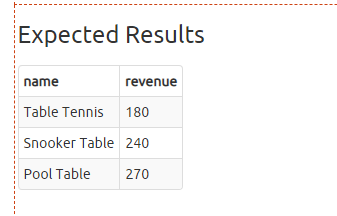 Expected Results
name revenue
Table Tennis 180
Snooker Table 240
Pool Table 270